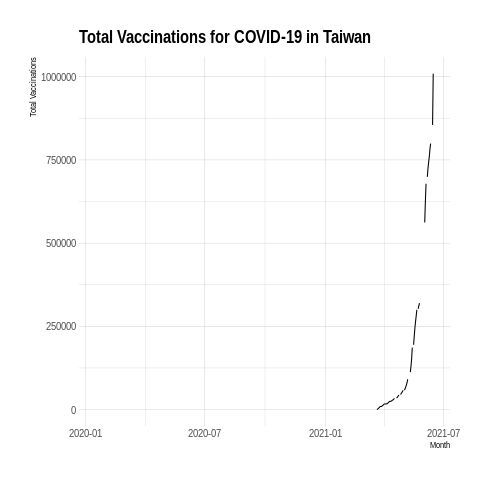 Total Vaccinations for COVID-19 in Taiwan
Total Vaccinations
1000000
750000
500000
250000
0
2020-01 2020-07 2021-01 2021-07
Month